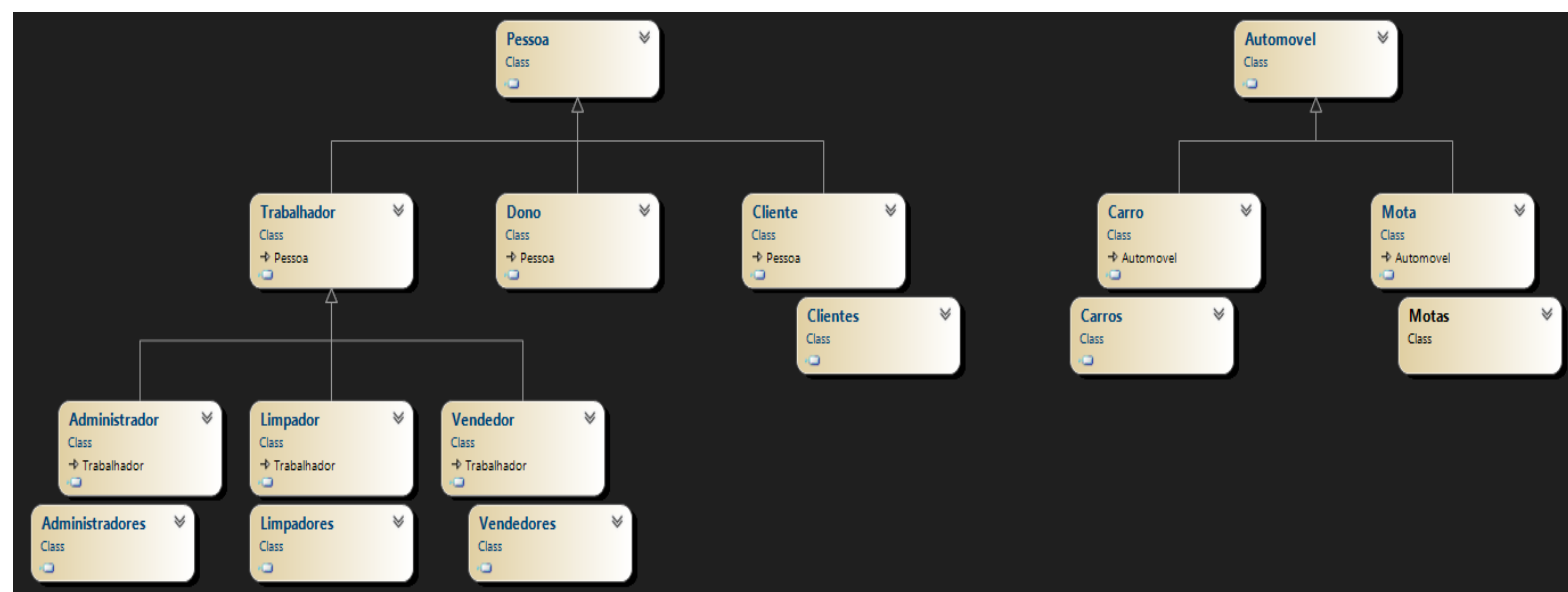 Pessoa
Class
Automovel
Class
Trabalhador
Class
Pessoa
Dono
Class
Pessoa
Cliente
Class
Pessoa
Carro
Class
Automovel
Mota
Class
Automovel
Clientes
Class
Carros
Class
Motas
Class
Administrador
Class
Trabalhador
Limpador
Class
Trabalhador
Vendedor
Class
Trabalhador
Administradores
Class
Limpadores
Class
Vendedores
Class